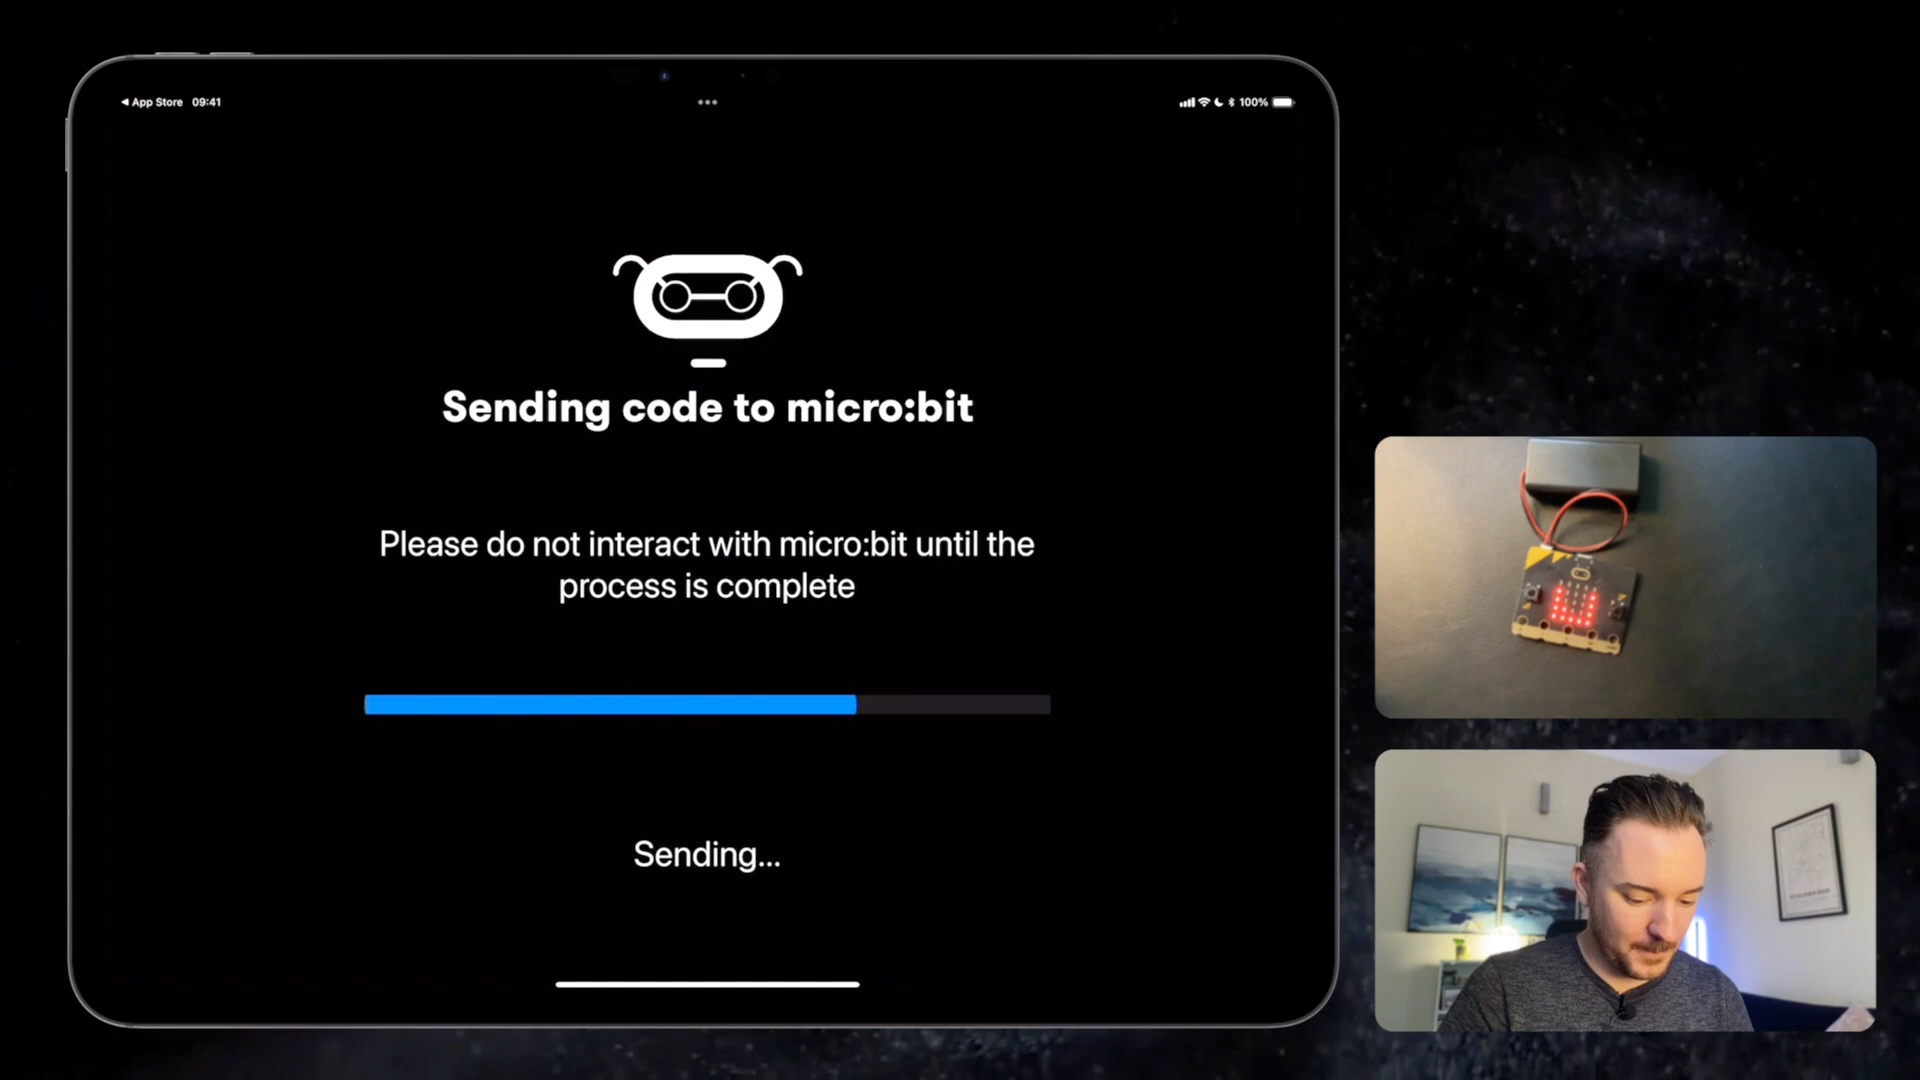 ◀ App Store 09:41
100%
Sending code to micro:bit
Please do not interact with micro:bit until the
process is complete
Sending...